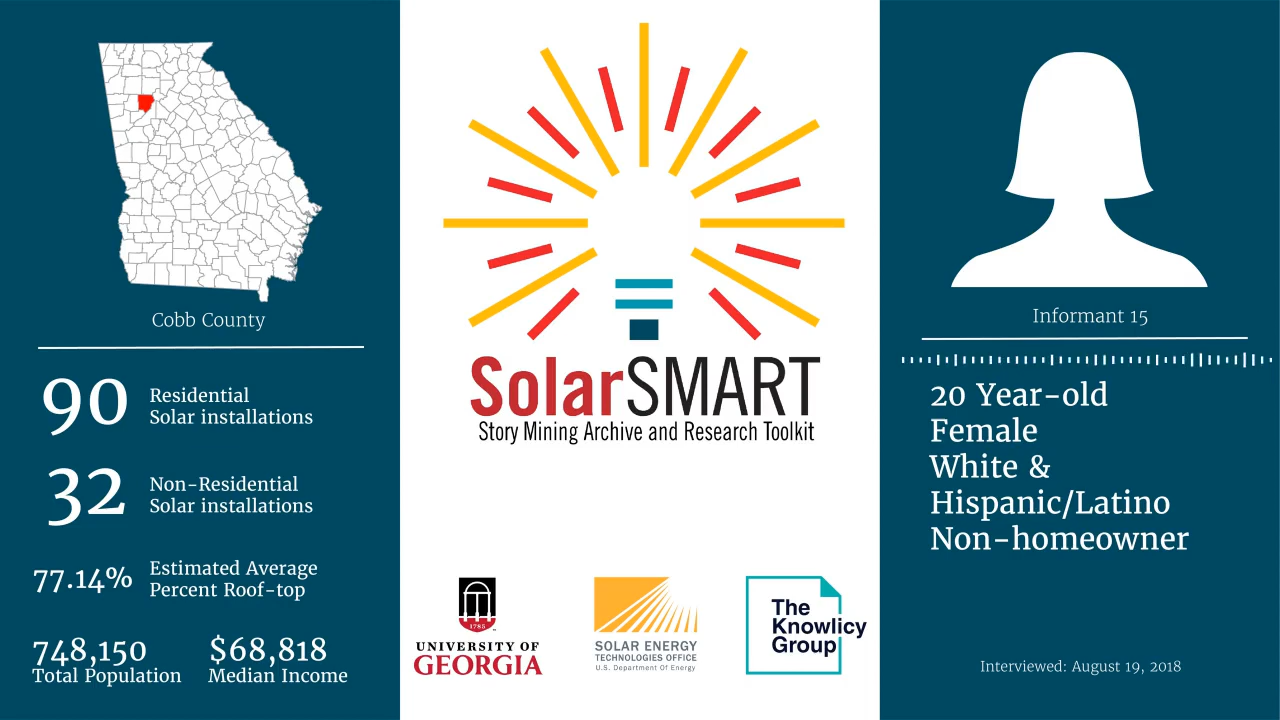 Cobb County
90
Residential
Solar installations
32
Non-Residential
Solar installations
77.14%
Estimated Average
Percent Roof-top
748,150
Total Population
$68,818
Median Income
SolarSMART
Story Mining Archive and Research Toolkit
1785
UNIVERSITY OF
GEORGIA
SOLAR ENERGY
TECHNOLOGIES OFFICE
U.S. Department Of Energy
The
Knowlicy
Group
Informant 15
20 Year-old
Female
White &
Hispanic/Latino
Non-homeowner
Interviewed: August 19, 2018